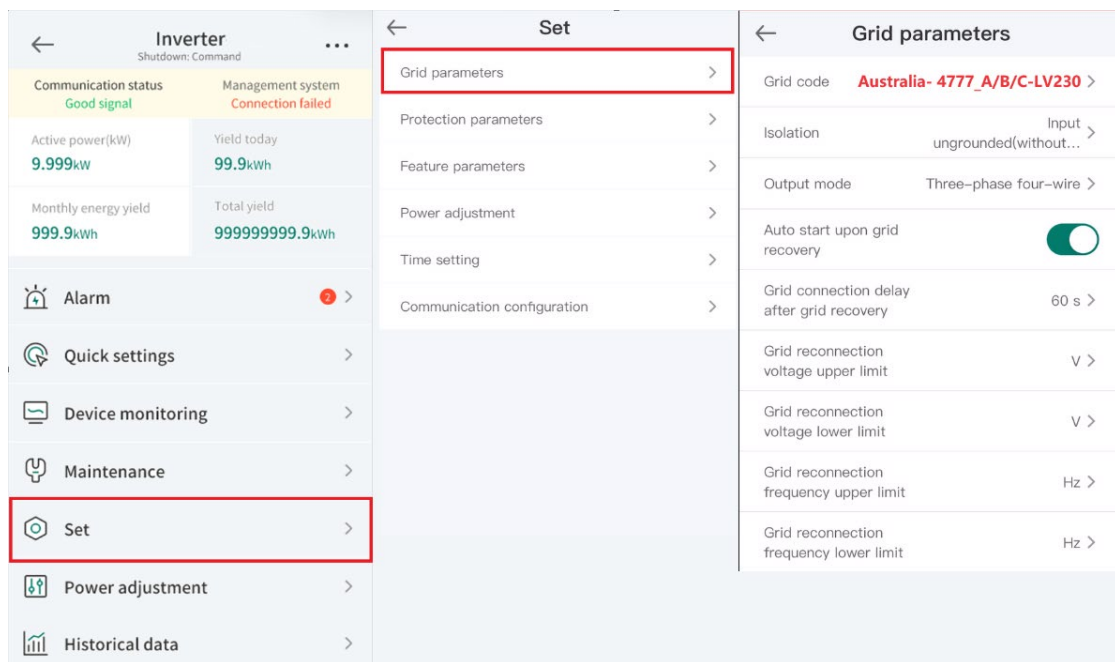 Inverter
Shutdown: Command
Communication status
Good signal
Management system
Connection failed
Active power(kW)
9.999kW
Yield today
99.9kWh
Monthly energy yield
999.9kWh
Total yield
999999999.9kWh
Alarm
2
Quick settings
Device monitoring
Maintenance
Set
Power adjustment
Historical data
Set
Grid parameters
Protection parameters
Feature parameters
Power adjustment
Time setting
Communication configuration
Grid parameters
Grid code Australia- 4777_A/B/C-LV230
Isolation
Input
ungrounded(without...
Output mode Three-phase four-wire
Auto start upon grid
recovery
Grid connection delay
after grid recovery
60 s
Grid reconnection
voltage upper limit
V
Grid reconnection
voltage lower limit
V
Grid reconnection
frequency upper limit
Hz
Grid reconnection
frequency lower limit
Hz